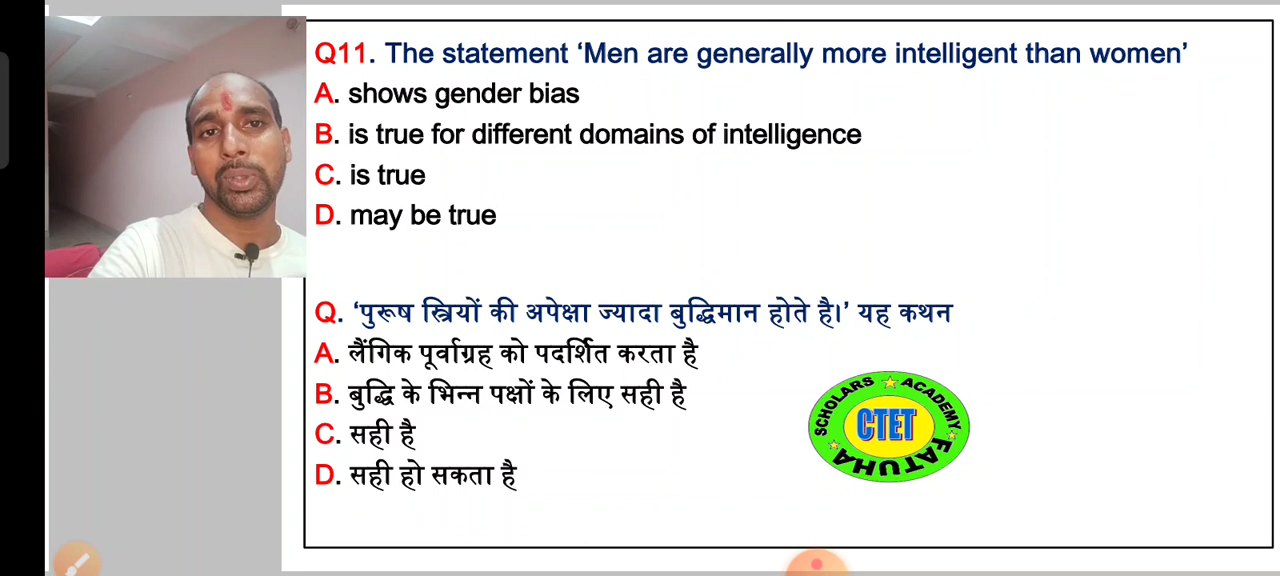 Q11. The statement ‘Men are generally more intelligent than women’
A. shows gender bias
B. is true for different domains of intelligence
C. is true
D. may be true
Q. ‘पुरूष स्त्रियों की अपेक्षा ज्यादा बुद्धिमान होते है।’ यह कथन
A. लैंगिक पूर्वाग्रह को पदर्शित करता है
B. बुद्धि के भिन्न पक्षों के लिए सही है
C. सही है
D. सही हो सकता है
SCHOLARS ACADEMY
CTET
FATUHA